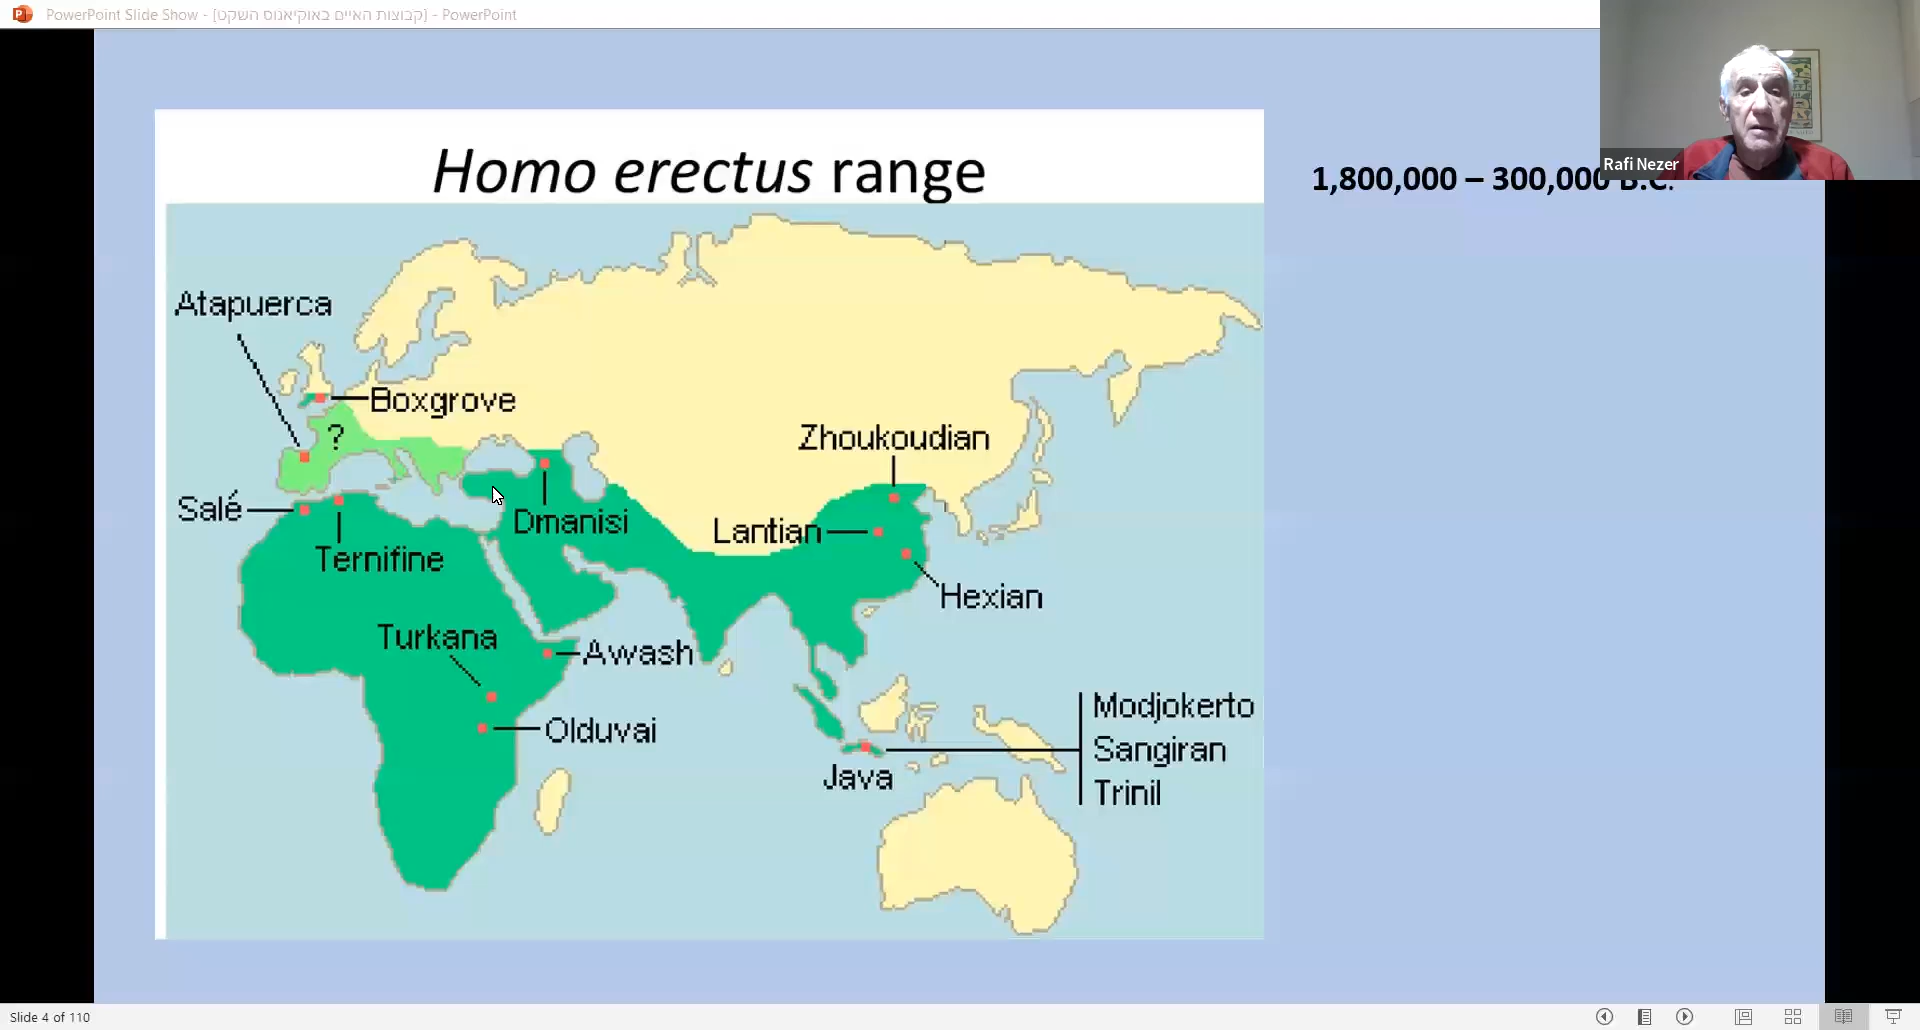 PowerPoint Slide Show - [קבוצות האיים באוקיאנוס השקט] - PowerPoint
Rafi Nezer
Homo erectus range
1,800,000 – 300,000 B.C.
Atapuerca
Boxgrove
?
Zhoukoudian
Salé
Dmanisi
Lantian
Ternifine
Hexian
Turkana
Awash
Olduvai
Modjokerto
Sangiran
Java
Trinil
Slide 4 of 110